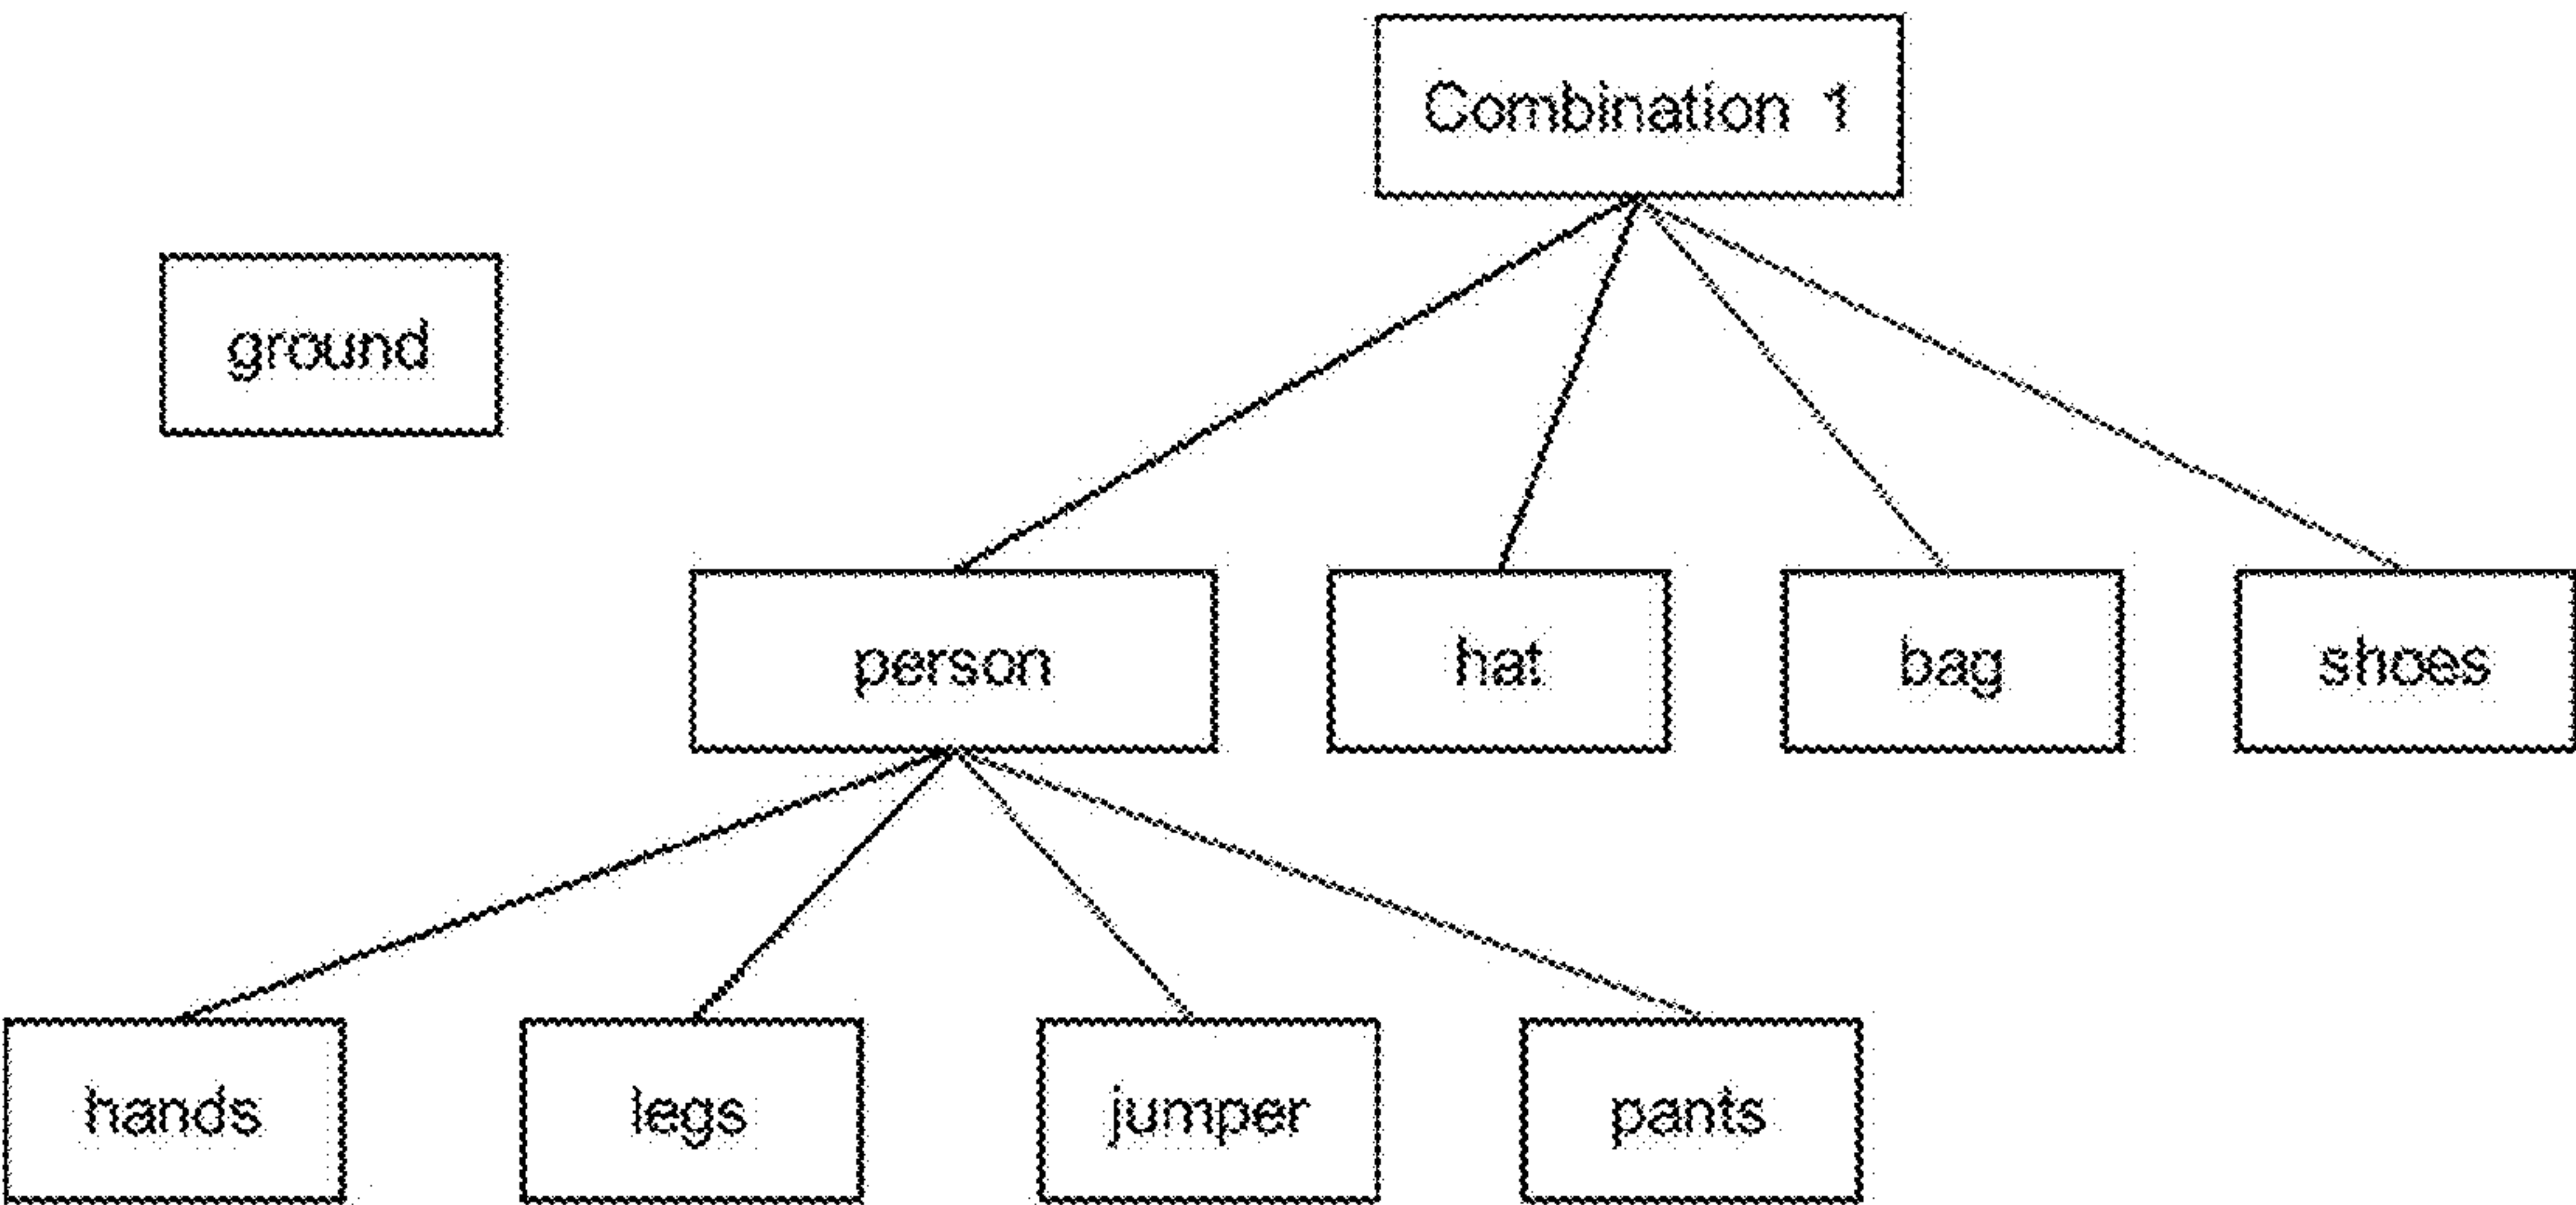 Combination 1
ground
person
hat
bag
shoes
hands
legs
jumper
pants